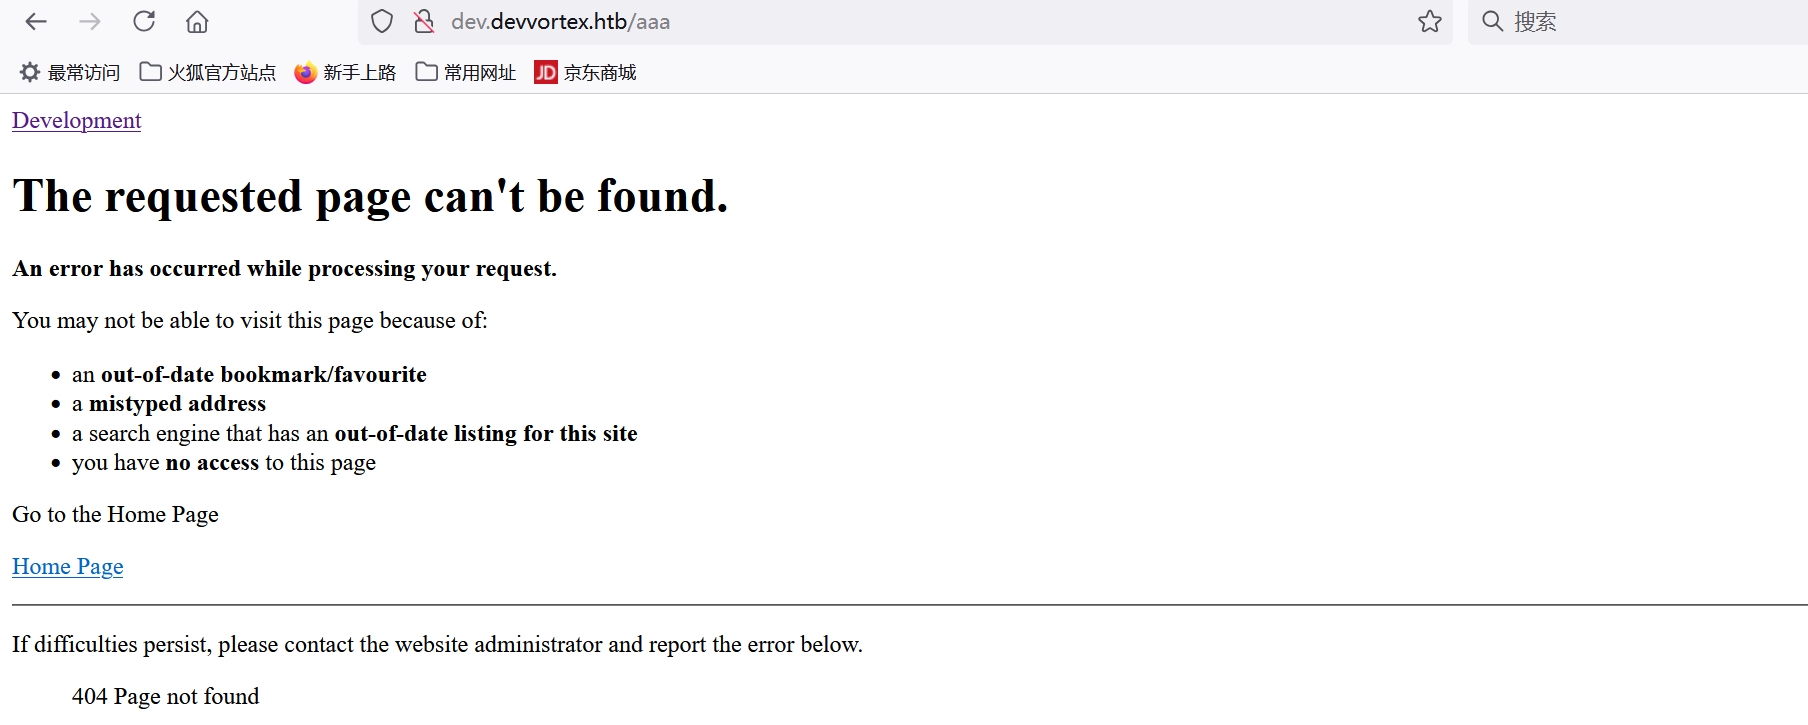 dev.devvortex.htb/aaa
搜索
最常访问 火狐官方站点 新手上路 常用网址 JD 京东商城
Development
The requested page can't be found.
An error has occurred while processing your request.
You may not be able to visit this page because of:
an out-of-date bookmark/favourite
a mistyped address
a search engine that has an out-of-date listing for this site
you have no access to this page
Go to the Home Page
Home Page
If difficulties persist, please contact the website administrator and report the error below.
404 Page not found